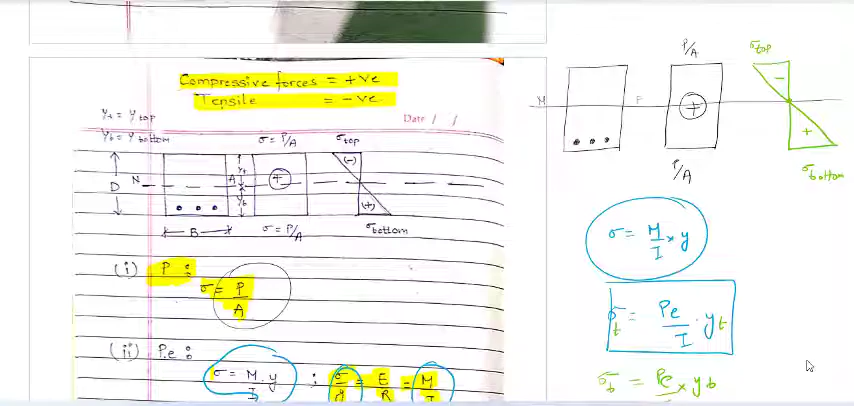 Compressive forces = +ve
Tensile = -ve
Date / /
yt = y top
yb = y bottom
σ = P/A
σtop
(-)
D
N
A
yt
yb
+
(+)
B
σ = P/A
σbottom
(i) P :
σ = P/A
(ii) P.e :
σ = M/I . y ; σ/y = E/R = M/I
P/A
σtop
-
+
+
P/A
σbottom
σ = M/I × y
σt = Pe/I . yt
σb = Pe × yb